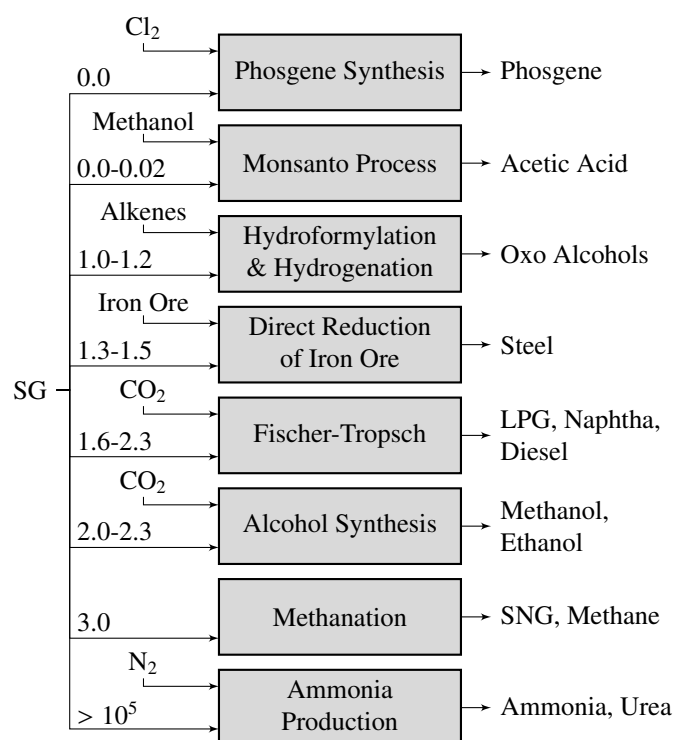 Cl₂
Phosgene Synthesis
Phosgene
0.0
Methanol
Monsanto Process
Acetic Acid
0.0-0.02
Alkenes
Hydroformylation
& Hydrogenation
Oxo Alcohols
1.0-1.2
Iron Ore
Direct Reduction
of Iron Ore
Steel
1.3-1.5
SG
CO₂
Fischer-Tropsch
LPG, Naphtha,
Diesel
1.6-2.3
CO₂
Alcohol Synthesis
Methanol,
Ethanol
2.0-2.3
Methanation
SNG, Methane
3.0
N₂
Ammonia
Production
Ammonia, Urea
> 10⁵